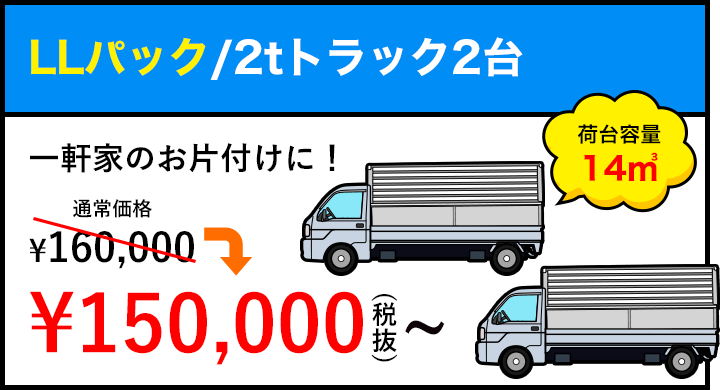 LLパック/2tトラック2台
荷台容量
14㎥
一軒家のお片付けに！
通常価格
¥160,000
¥150,000(税抜)～